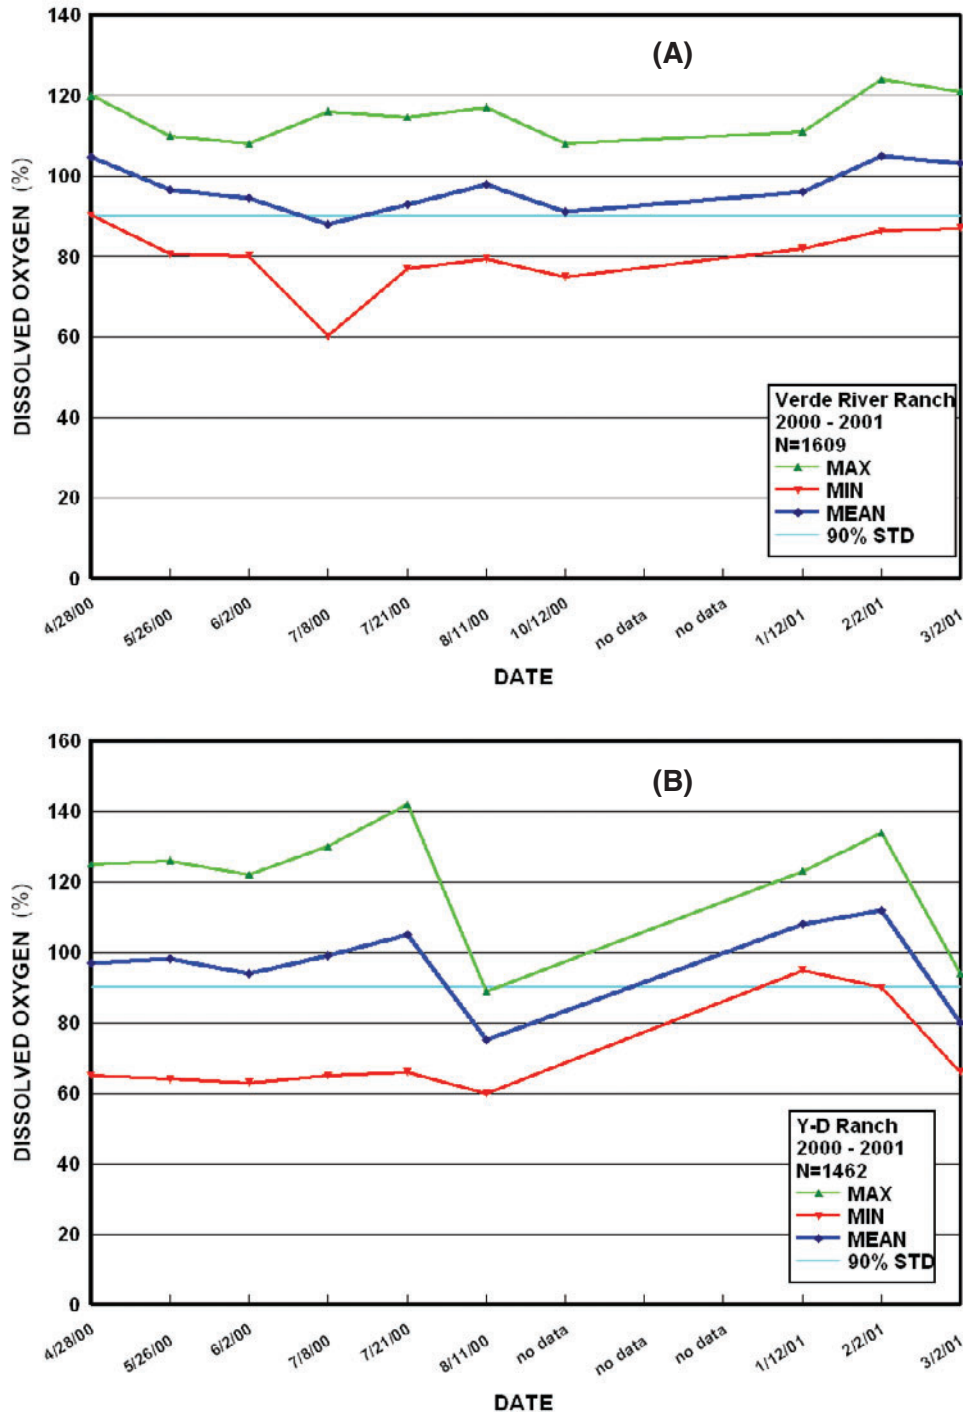 (A)
DISSOLVED OXYGEN (%)
140
120
100
80
60
40
20
0
Verde River Ranch
2000 - 2001
N=1609
MAX
MIN
MEAN
90% STD
4/28/00
5/26/00
6/2/00
7/8/00
7/21/00
8/11/00
10/12/00
no data
no data
1/12/01
2/2/01
3/2/01
DATE
(B)
DISSOLVED OXYGEN (%)
160
140
120
100
80
60
40
20
0
Y-D Ranch
2000 - 2001
N=1462
MAX
MIN
MEAN
90% STD
4/28/00
5/26/00
6/2/00
7/8/00
7/21/00
8/11/00
no data
no data
no data
1/12/01
2/2/01
3/2/01
DATE